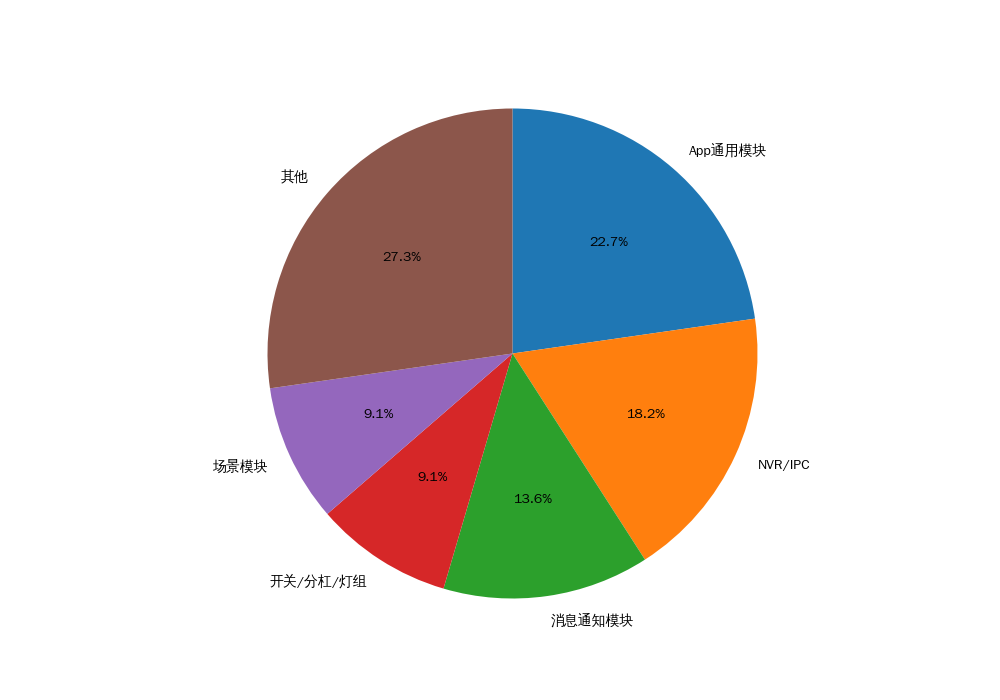 App通用模块
其他
22.7%
27.3%
9.1%
18.2%
NVR/IPC
场景模块
9.1%
13.6%
开关/分杠/灯组
消息通知模块